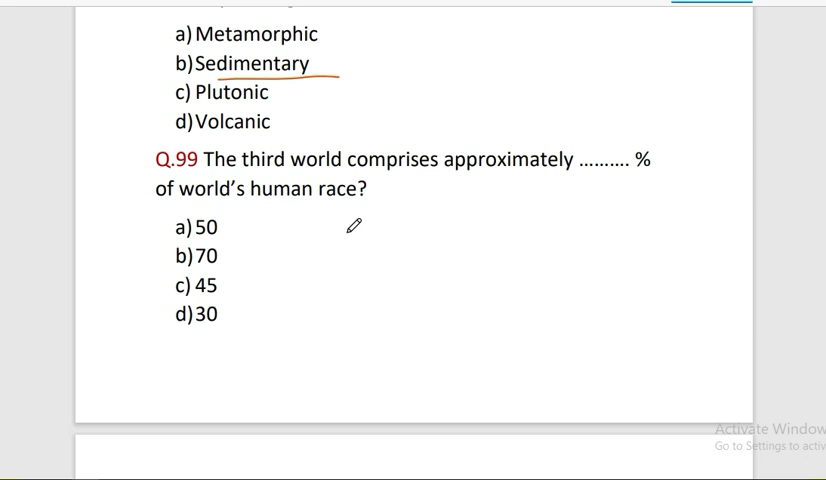 a) Metamorphic
b) Sedimentary
c) Plutonic
d) Volcanic
Q.99 The third world comprises approximately .......... %
of world's human race?
a) 50
b) 70
c) 45
d) 30
Activate Window
Go to Settings to activ